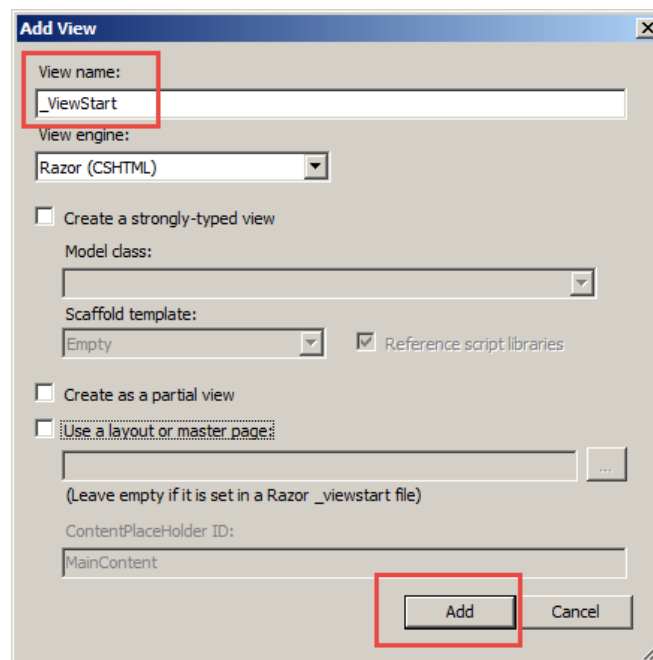 Add View
View name:
_ViewStart
View engine:
Razor (CSHTML)
Create a strongly-typed view
Model class:
Scaffold template:
Empty
Reference script libraries
Create as a partial view
Use a layout or master page:
...
(Leave empty if it is set in a Razor _viewstart file)
ContentPlaceHolder ID:
MainContent
Add Cancel